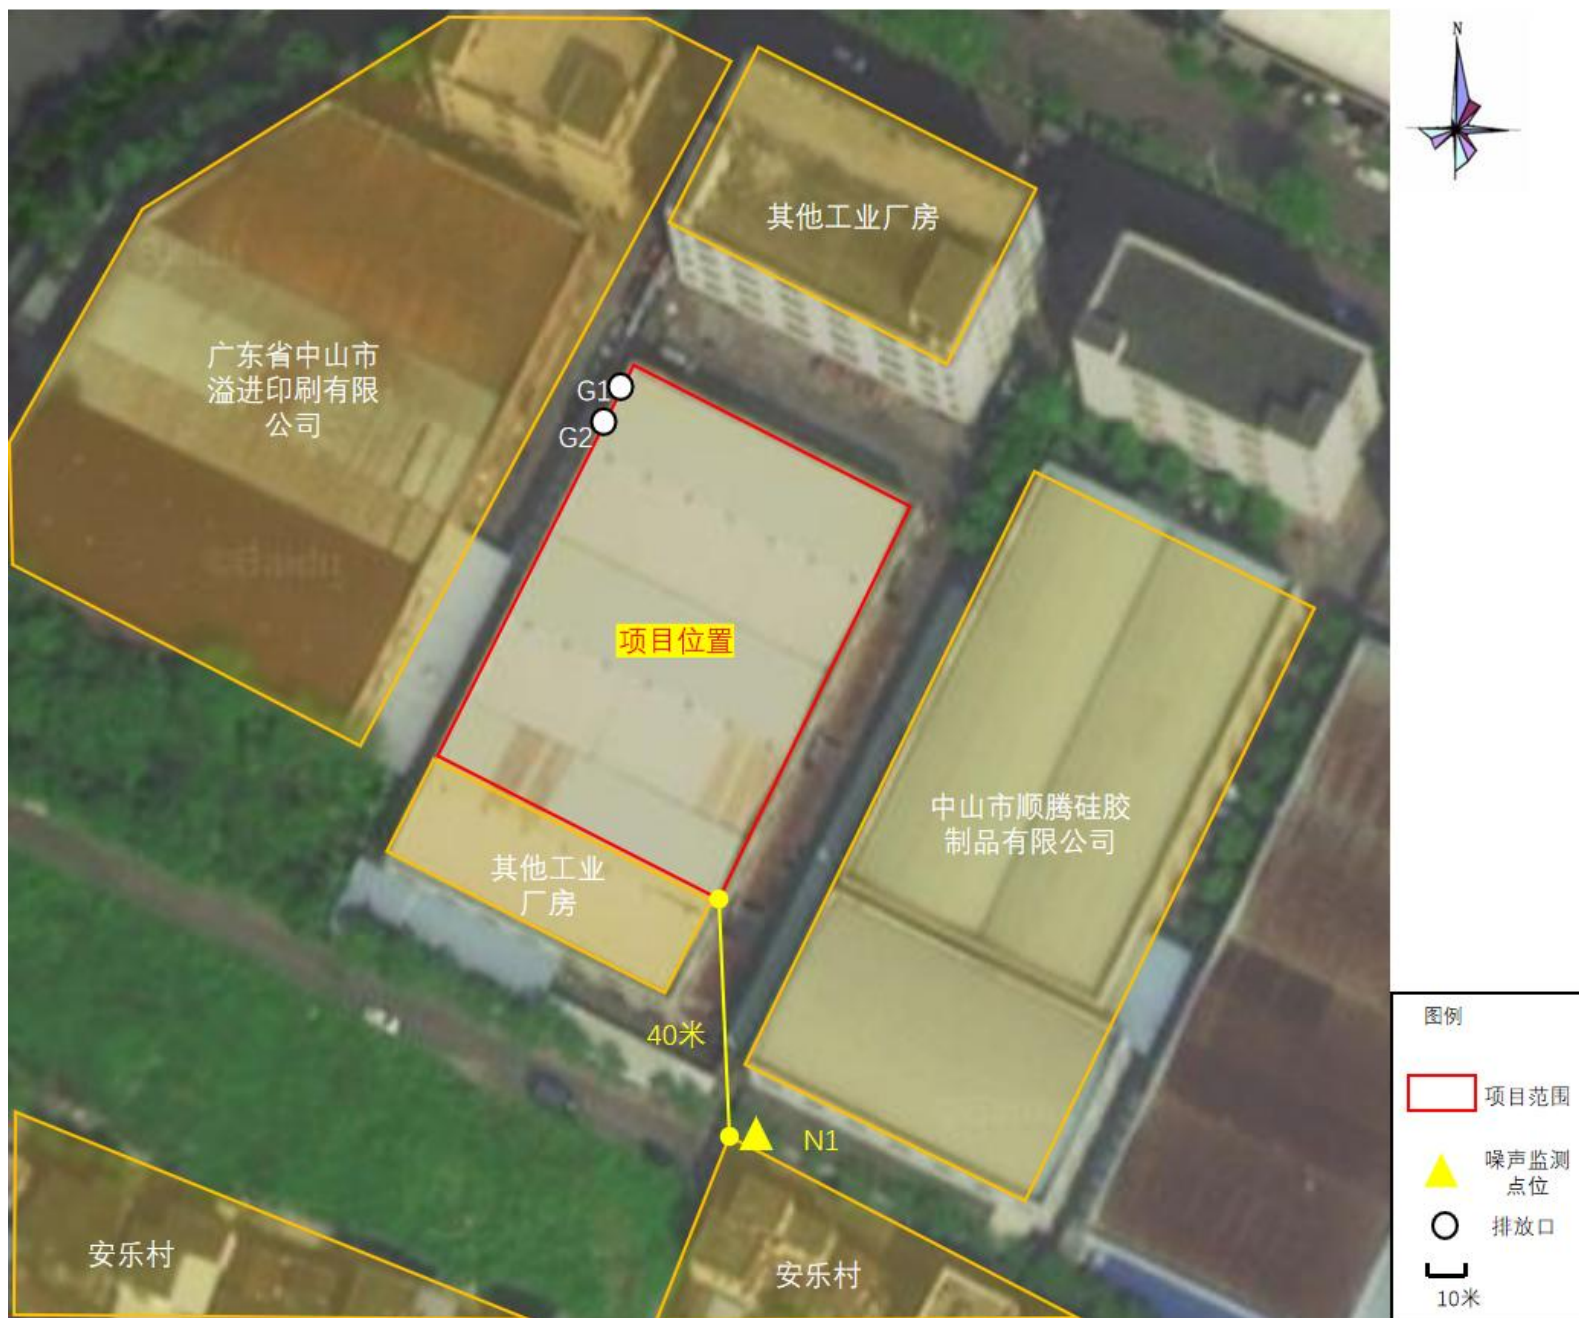 N
其他工业厂房
广东省中山市
溢进印刷有限
公司
G1
G2
项目位置
中山市顺腾硅胶
制品有限公司
其他工业
厂房
40米
N1
安乐村
安乐村
图例
项目范围
噪声监测
点位
排放口
10米